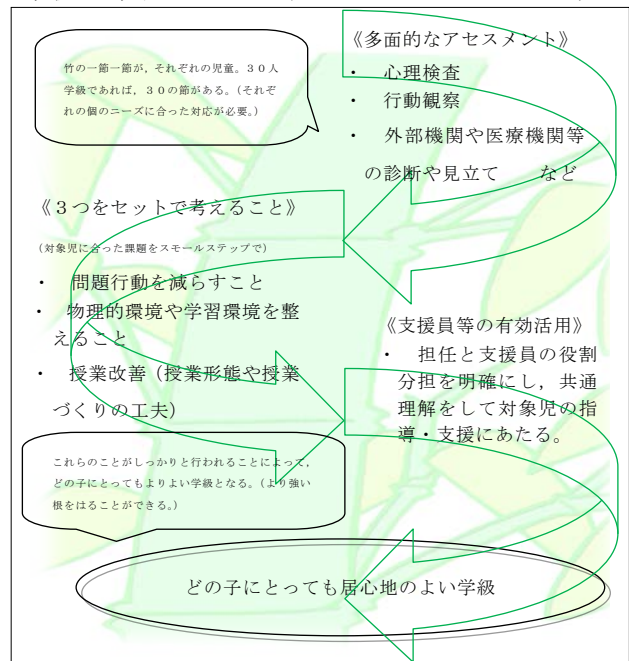 竹の一節一節が，それぞれの児童。３０人
学級であれば，３０の節がある。（それぞ
れの個のニーズに合った対応が必要。）
《多面的なアセスメント》
・　心理検査
・　行動観察
・　外部機関や医療機関等
の診断や見立て　　など
《３つをセットで考えること》
（対象児に合った課題をスモールステップで）
・　問題行動を減らすこと
・　物理的環境や学習環境を整
えること
・　授業改善（授業形態や授業
づくりの工夫）
《支援員等の有効活用》
・　担任と支援員の役割
分担を明確にし，共通
理解をして対象児の指
導・支援にあたる。
これらのことがしっかりと行われることによって，
どの子にとってもよりよい学級となる。（より強い
根をはることができる。）
どの子にとっても居心地のよい学級